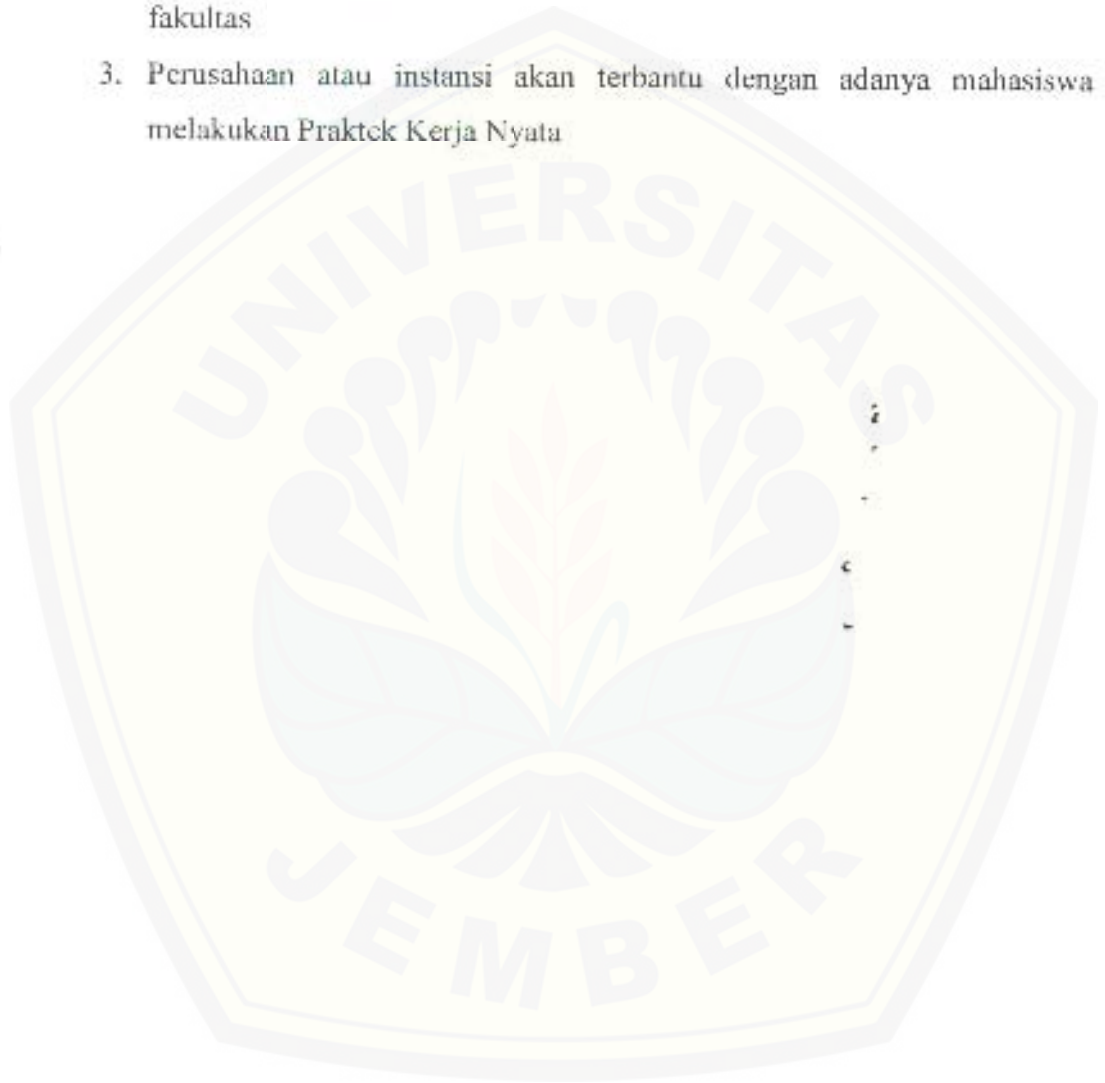 fakultas
3. Perusahaan atau instansi akan terbantu dengan adanya mahasiswa
melakukan Praktek Kerja Nyata
UNIVERSITAS
JEMBER